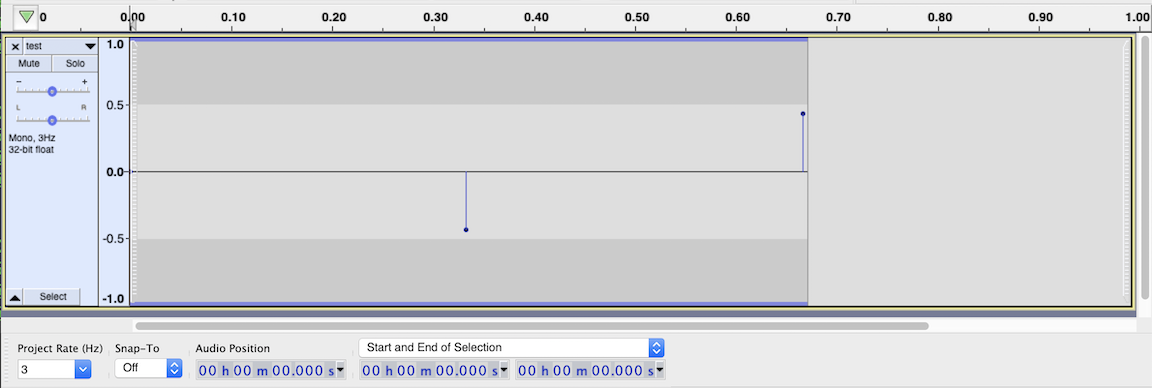 0 0.00 0.10 0.20 0.30 0.40 0.50 0.60 0.70 0.80 0.90 1.00
× test
Mute Solo
- +
L R
Mono, 3Hz
32-bit float
Select
1.0
0.5
0.0
-0.5
-1.0
Project Rate (Hz) Snap-To Audio Position Start and End of Selection
3 Off 00 h 00 m 00.000 s 00 h 00 m 00.000 s 00 h 00 m 00.000 s